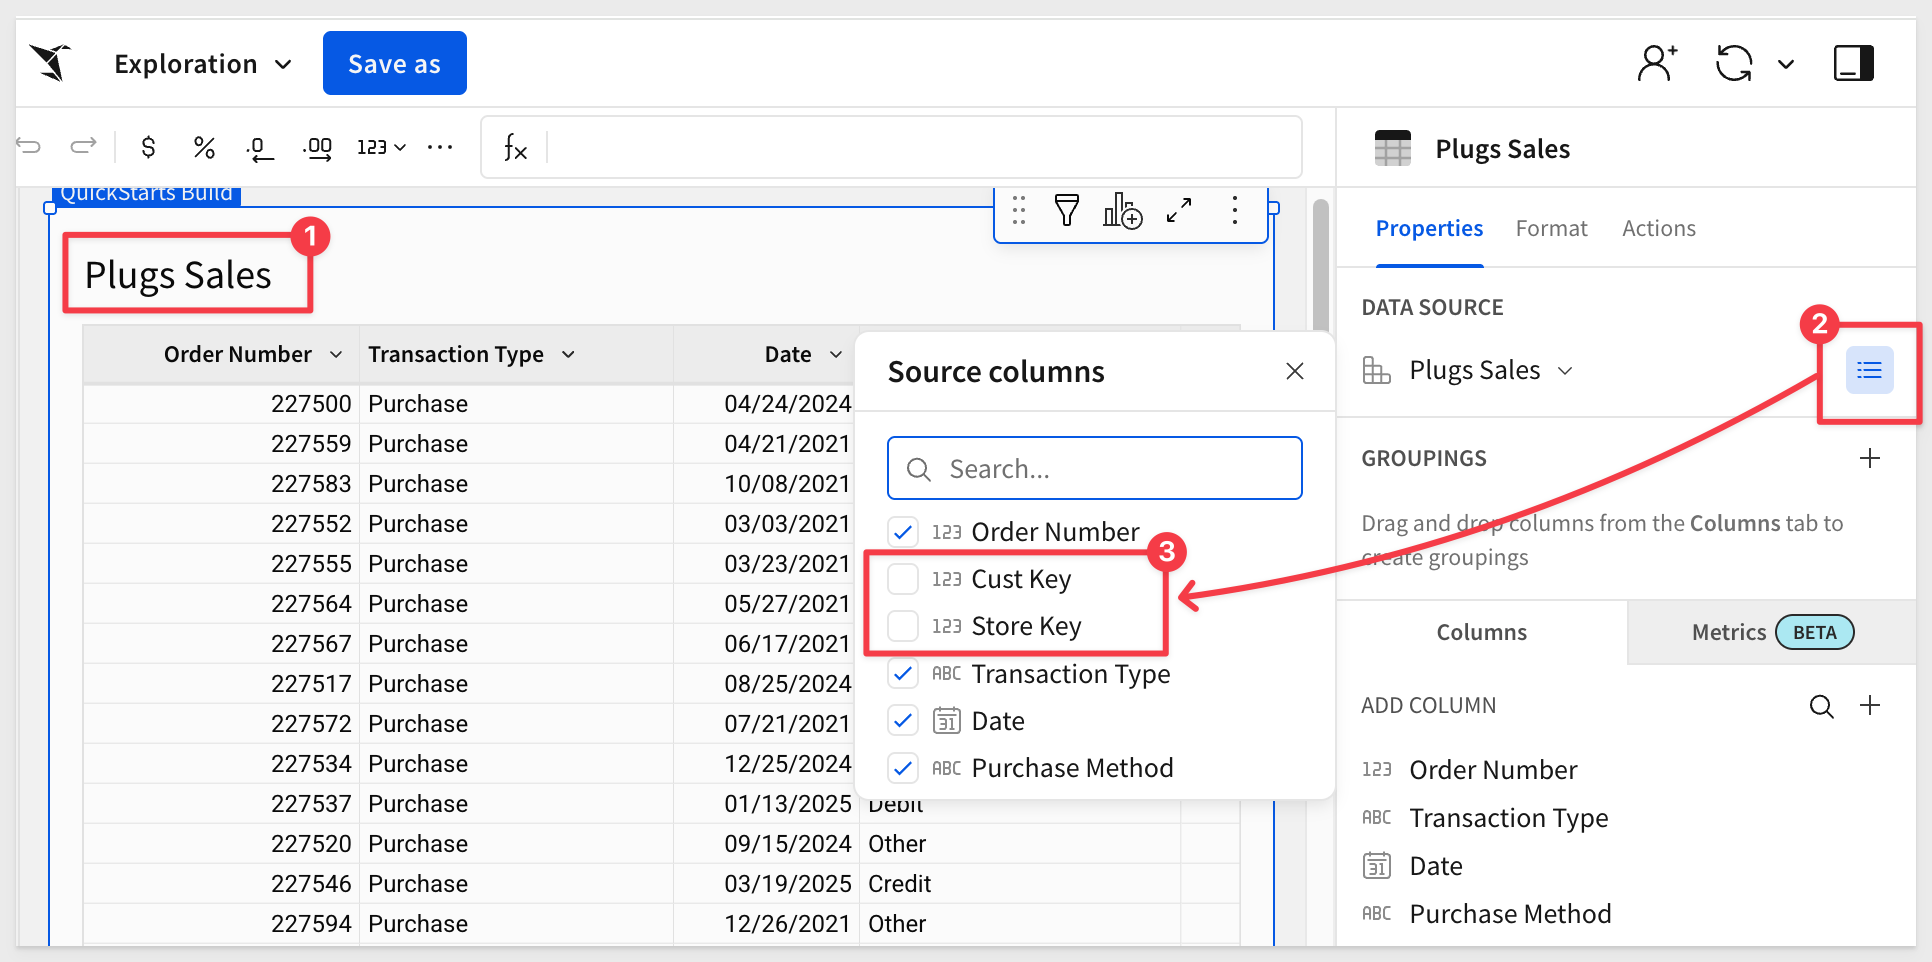 Exploration Save as
$ % .0 .00 123 ... fx
Plugs Sales
QuickStarts Build
Properties Format Actions
1
Plugs Sales
DATA SOURCE
2
Plugs Sales
Order Number Transaction Type Date
Source columns
Search...
GROUPINGS
Drag and drop columns from the Columns tab to
create groupings
227500 Purchase 04/24/2024
227559 Purchase 04/21/2021
227583 Purchase 10/08/2021
227552 Purchase 03/03/2021
227555 Purchase 03/23/2021
227564 Purchase 05/27/2021
227567 Purchase 06/17/2021
227517 Purchase 08/25/2024
227572 Purchase 07/21/2021
227534 Purchase 12/25/2024
227537 Purchase 01/13/2025 Debit
227520 Purchase 09/15/2024 Other
227546 Purchase 03/19/2025 Credit
227594 Purchase 12/26/2021 Other
123 Order Number
3
123 Cust Key
123 Store Key
ABC Transaction Type
31 Date
ABC Purchase Method
Columns Metrics BETA
ADD COLUMN
123 Order Number
ABC Transaction Type
31 Date
ABC Purchase Method